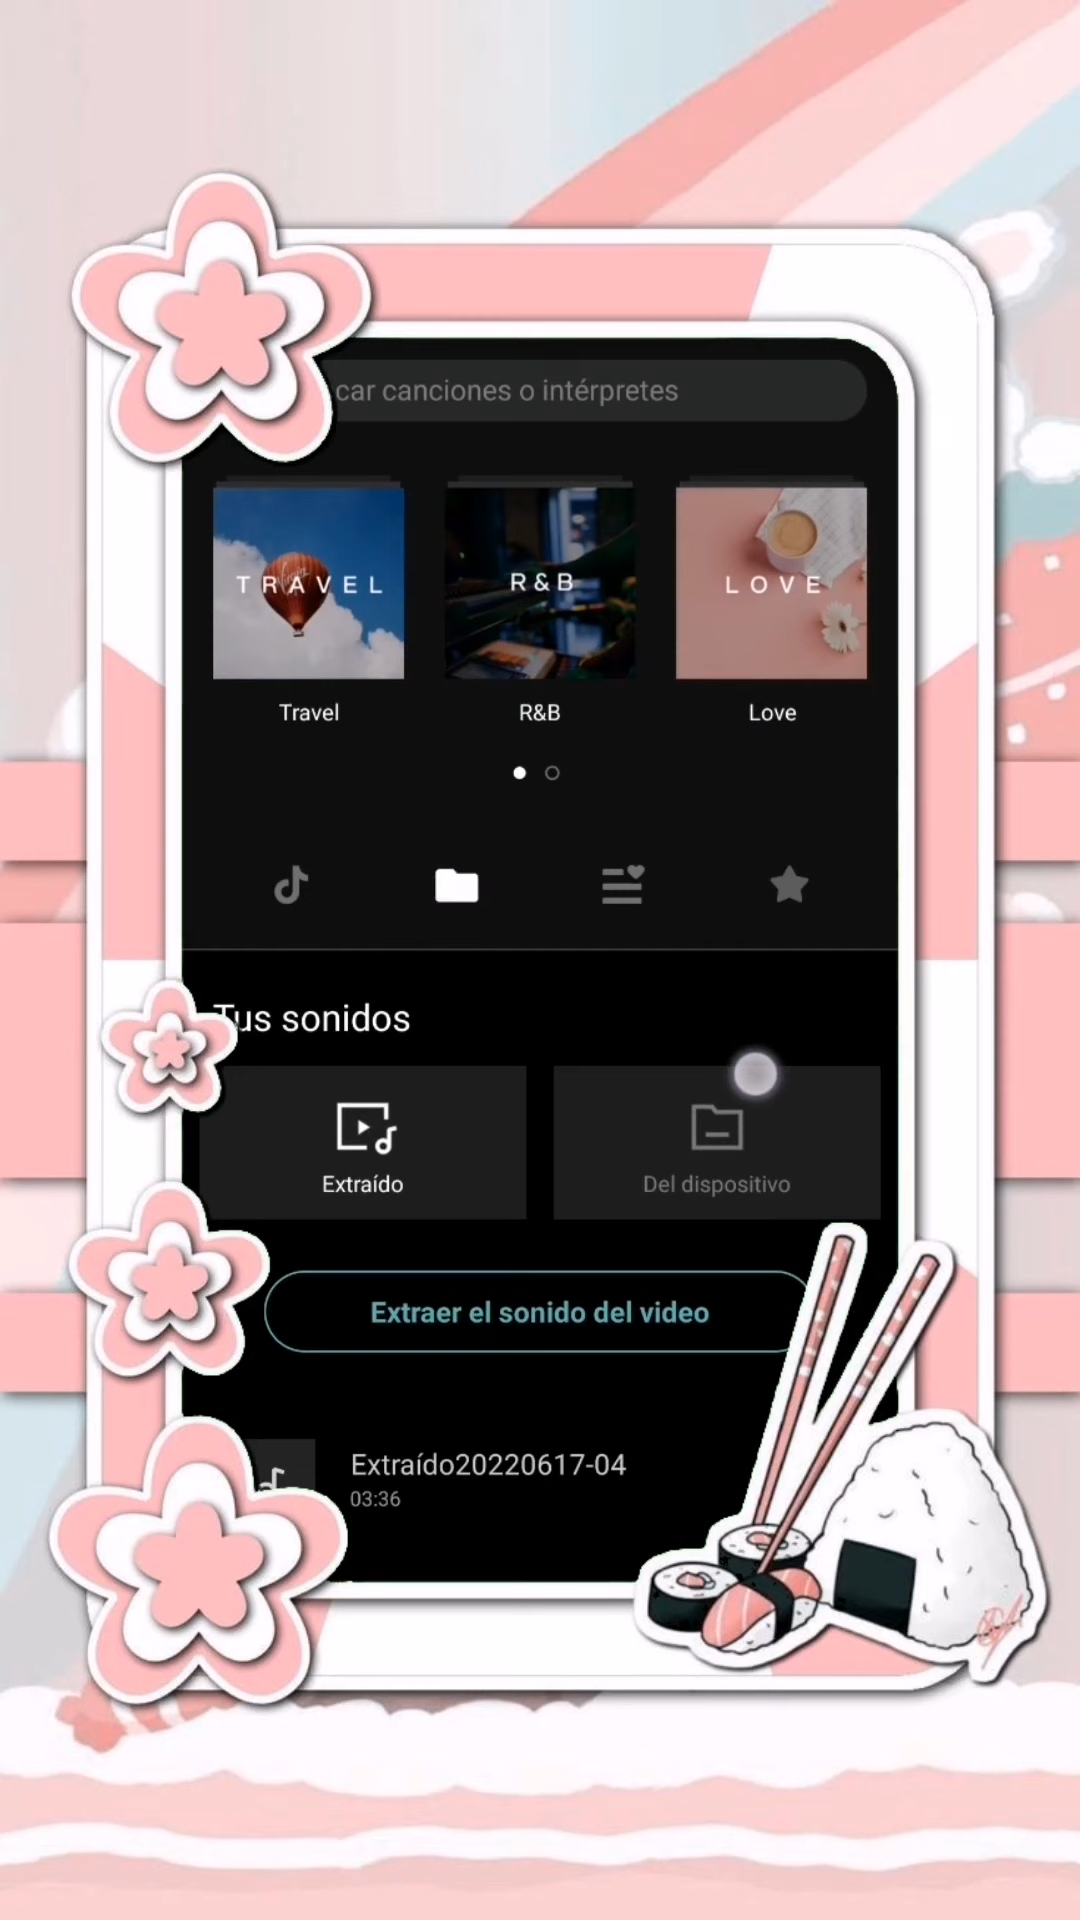 car canciones o intérpretes
TRAVEL
R&B
LOVE
Travel
R&B
Love
Tus sonidos
Extraído
Del dispositivo
Extraer el sonido del video
Extraído20220617-04
03:36